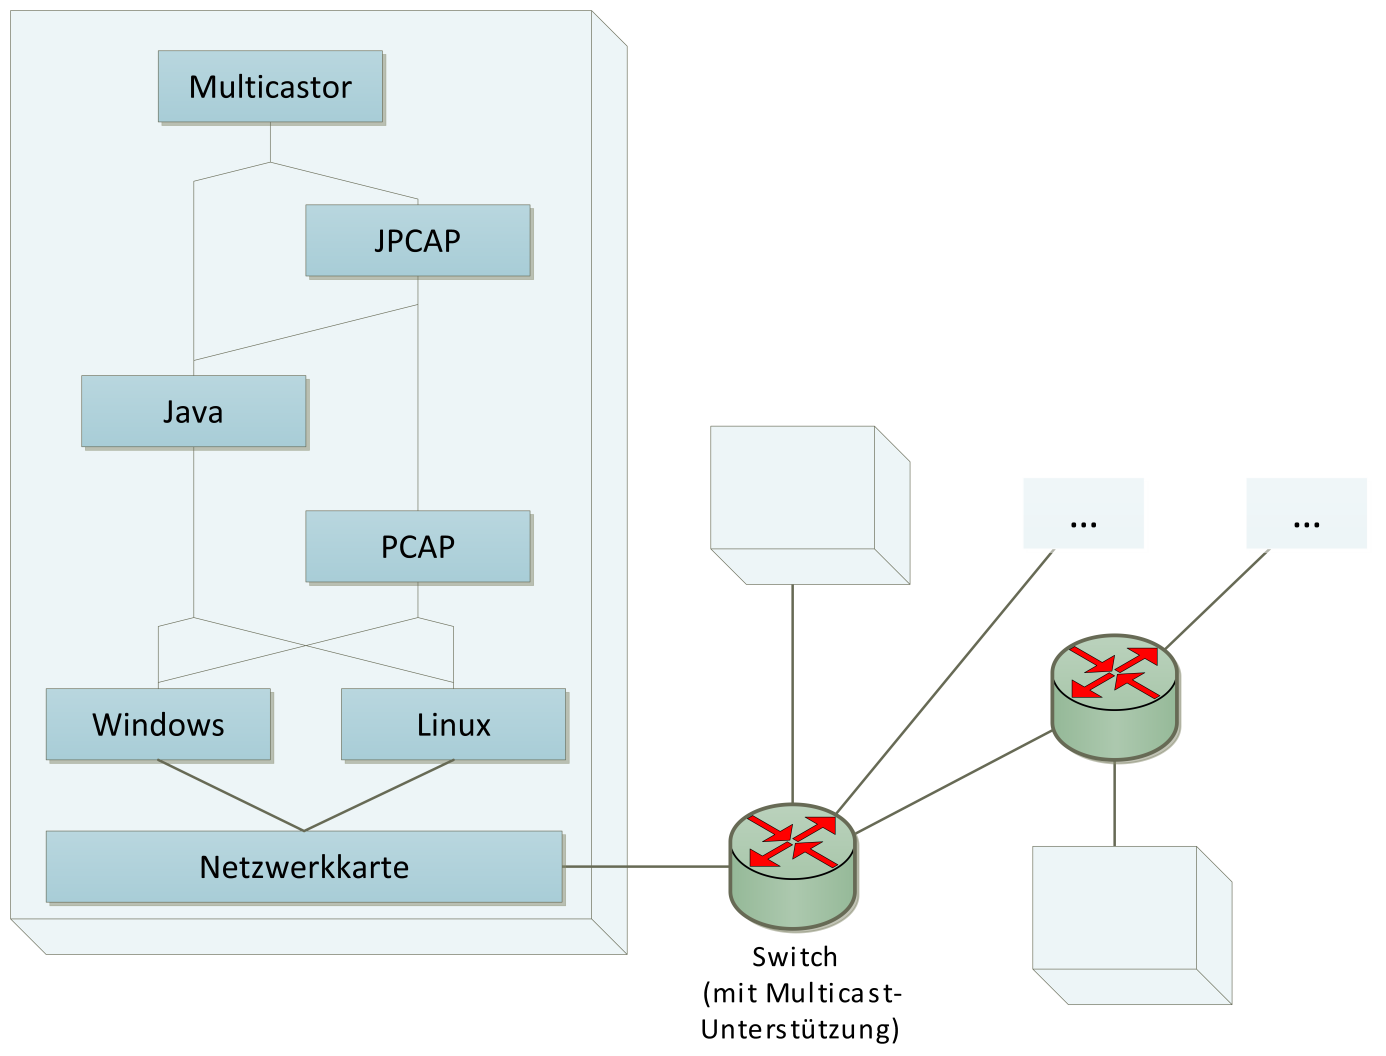 Multicastor
JPCAP
Java
PCAP
...
...
Windows
Linux
Netzwerkkarte
Switch
(mit Multicast-
Unterstützung)